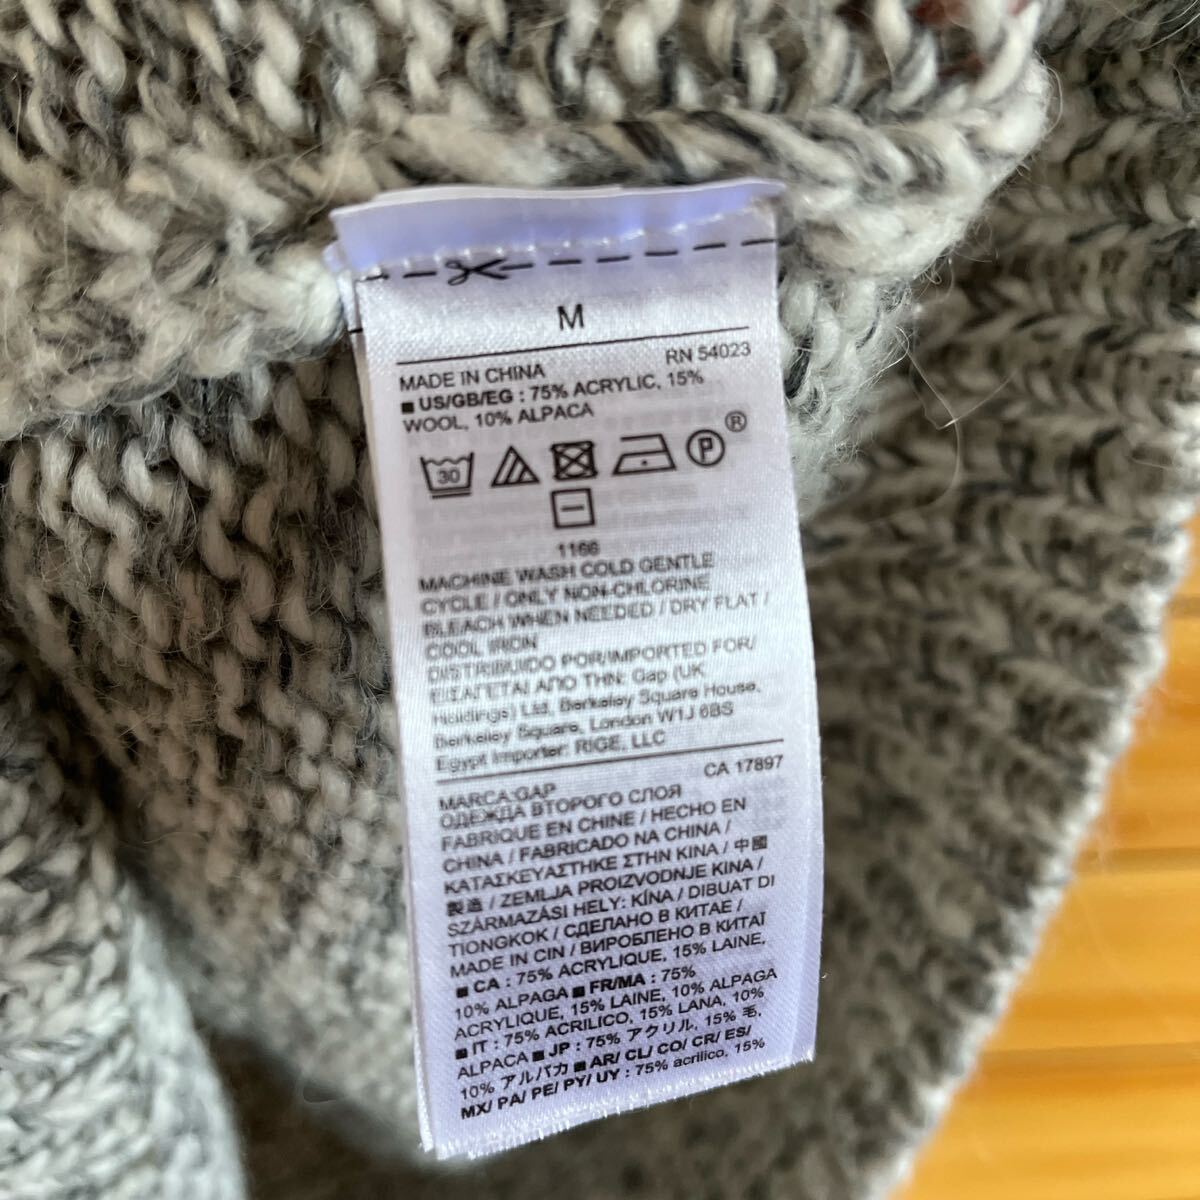 M
RN 54023
MADE IN CHINA
■ US/GB/EG : 75% ACRYLIC, 15%
WOOL, 10% ALPACA
30
P
®
1166
MACHINE WASH COLD GENTLE
CYCLE / ONLY NON-CHLORINE
BLEACH WHEN NEEDED / DRY FLAT /
COOL IRON
DISTRIBUIDO POR/IMPORTED FOR/
ΕΙΣΑΓΕΤΑΙ ΑΠΟ ΤΗΝ: Gap (UK
Holdings) Ltd, Berkeley Square House,
Berkeley Square, London W1J 6BS
Egypt Importer: RIGE, LLC
CA 17897
MARCA:GAP
ОДЕЖДА ВТОРОГО СЛОЯ
FABRIQUE EN CHINE / HECHO EN
CHINA / FABRICADO NA CHINA /
ΚΑΤΑΣΚΕΥΑΣΤΗΚΕ ΣΤΗΝ ΚΙΝΑ / 中國
製造 / ZEMLJA PROIZVODNJE KINA /
SZÁRMAZÁSI HELY: KÍNA / DIBUAT DI
TIONGKOK / СДЕЛАНО В КИТАЕ /
MADE IN CIN / ВИРОБЛЕНО В КИТАЇ
■ CA : 75% ACRYLIQUE, 15% LAINE,
10% ALPAGA ■ FR/MA : 75%
ACRYLIQUE, 15% LAINE, 10% ALPAGA
■ IT : 75% ACRILICO, 15% LANA, 10%
ALPACA ■ JP : 75% アクリル, 15% 毛,
10% アルパカ ■ AR/ CL/ CO/ CR/ ES/
MX/ PA/ PE/ PY/ UY : 75% acrilico, 15%